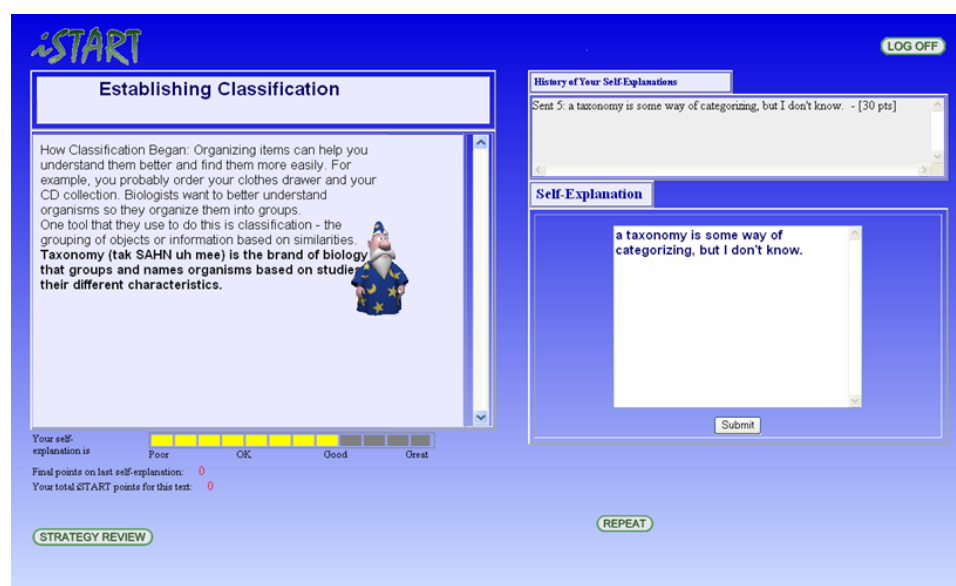 iSTART
LOG OFF
Establishing Classification
How Classification Began: Organizing items can help you
understand them better and find them more easily. For
example, you probably order your clothes drawer and your
CD collection. Biologists want to better understand
organisms so they organize them into groups.
One tool that they use to do this is classification - the
grouping of objects or information based on similarities.
Taxonomy (tak SAHN uh mee) is the brand of biology
that groups and names organisms based on studies
their different characteristics.
Your self-
explanation is
Poor OK Good Great
Final points on last self-explanation: 0
Your total iSTART points for this text: 0
STRATEGY REVIEW
History of Your Self-Explanations
Sent 5: a taxonomy is some way of categorizing, but I don't know. - [30 pts]
Self-Explanation
a taxonomy is some way of
categorizing, but I don't know.
Submit
REPEAT